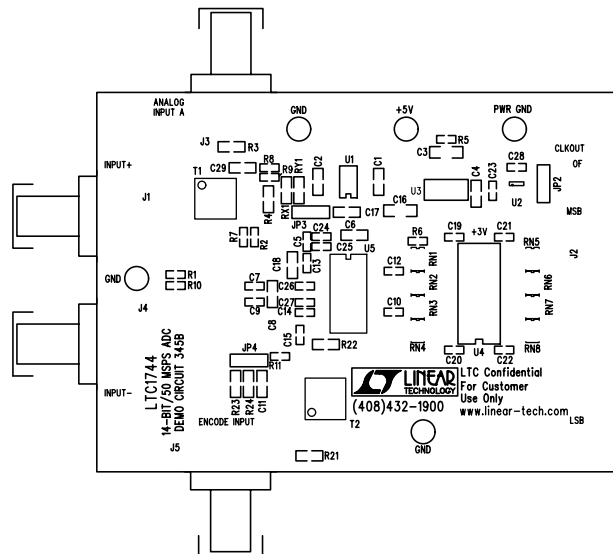 ANALOG
INPUT A
GND
+5V
PWR GND
J3
R3
R5
C3
CLKOUT
OF
INPUT+
C29
R8
R9
RY1
C2
U1
C1
C28
T1
U3
C4
C23
U2
JP2
J1
R4
RX1
JP3
C17
C16
MSB
R7
R2
C5
C24
C25
C6
U5
R6
C19
+3V
C21
RN5
J2
GND
C18
C13
C12
RN1
R1
R10
C7
C26
RN2
RN6
J4
C9
C8
C27
C14
C10
RN3
RN7
C15
R22
RN4
C20
U4
C22
RN8
JP4
R11
INPUT-
LTC1744
14-BIT/50 MSPS ADC
DEMO CIRCUIT 345B
R23
R24
C11
ENCODE INPUT
LINEAR
TECHNOLOGY
(408)432-1900
LTC Confidential
For Customer
Use Only
www.linear-tech.com
T2
LSB
J5
GND
R21